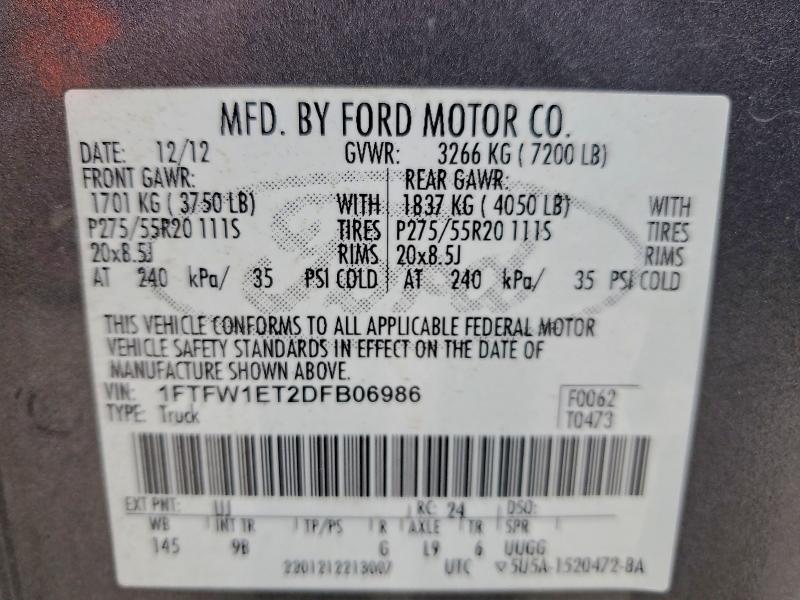 MFD. BY FORD MOTOR CO.
DATE: 12/12 GVWR: 3266 KG ( 7200 LB)
FRONT GAWR: REAR GAWR:
1701 KG ( 3750 LB) WITH 1837 KG ( 4050 LB) WITH
P275/55R20 111S TIRES P275/55R20 111S TIRES
20x8.5J RIMS 20x8.5J RIMS
AT 240 kPa/ 35 PSI COLD AT 240 kPa/ 35 PSI COLD
THIS VEHICLE CONFORMS TO ALL APPLICABLE FEDERAL MOTOR
VEHICLE SAFETY STANDARDS IN EFFECT ON THE DATE OF
MANUFACTURE SHOWN ABOVE.
VIN: 1FTFW1ET2DFB06986 F0062
TYPE: Truck T0473
EXT PNT: UJ RC: 24 DSO:
WB INT TR TP/PS R AXLE TR SPR
145 9B G L9 6 UUGG
2201212213007 UTC ▽5U5A-1520472-BA